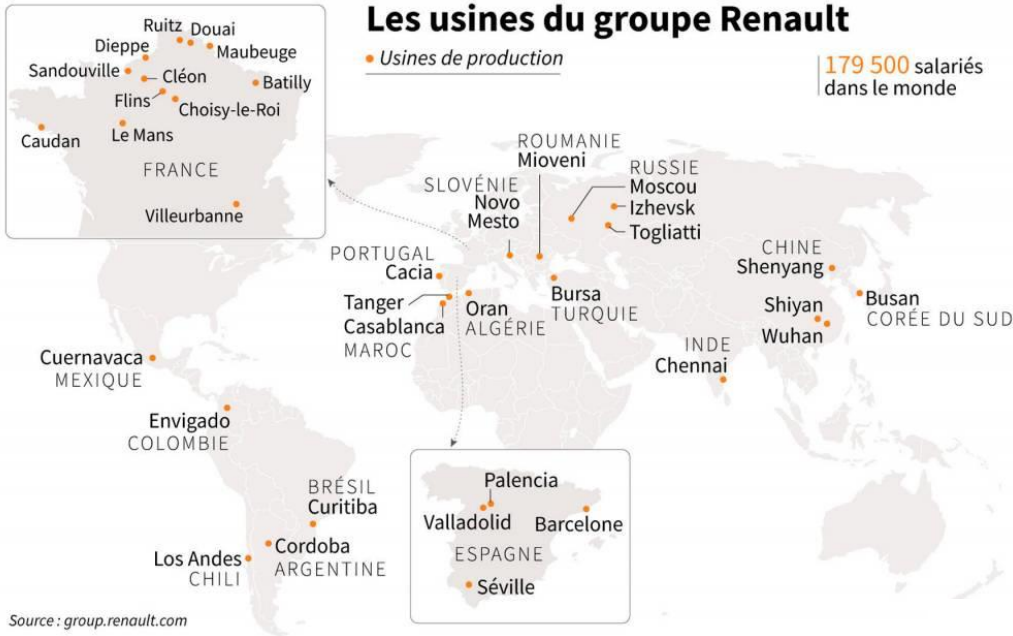 Les usines du groupe Renault
Usines de production
179 500 salariés
dans le monde
Ruitz
Douai
Dieppe
Maubeuge
Sandouville
Cléon
Batilly
Flins
Choisy-le-Roi
Caudan
Le Mans
FRANCE
Villeurbanne
ROUMANIE
Mioveni
RUSSIE
Moscou
Izhevsk
Togliatti
SLOVÉNIE
Novo
Mesto
PORTUGAL
Cacia
Tanger
Casablanca
MAROC
Oran
ALGÉRIE
Bursa
TURQUIE
CHINE
Shenyang
Shiyan
Wuhan
Busan
CORÉE DU SUD
INDE
Chennai
Cuernavaca
MEXIQUE
Envigado
COLOMBIE
BRÉSIL
Curitiba
Los Andes
CHILI
Cordoba
ARGENTINE
Palencia
Valladolid
Barcelone
ESPAGNE
Séville
Source : group.renault.com